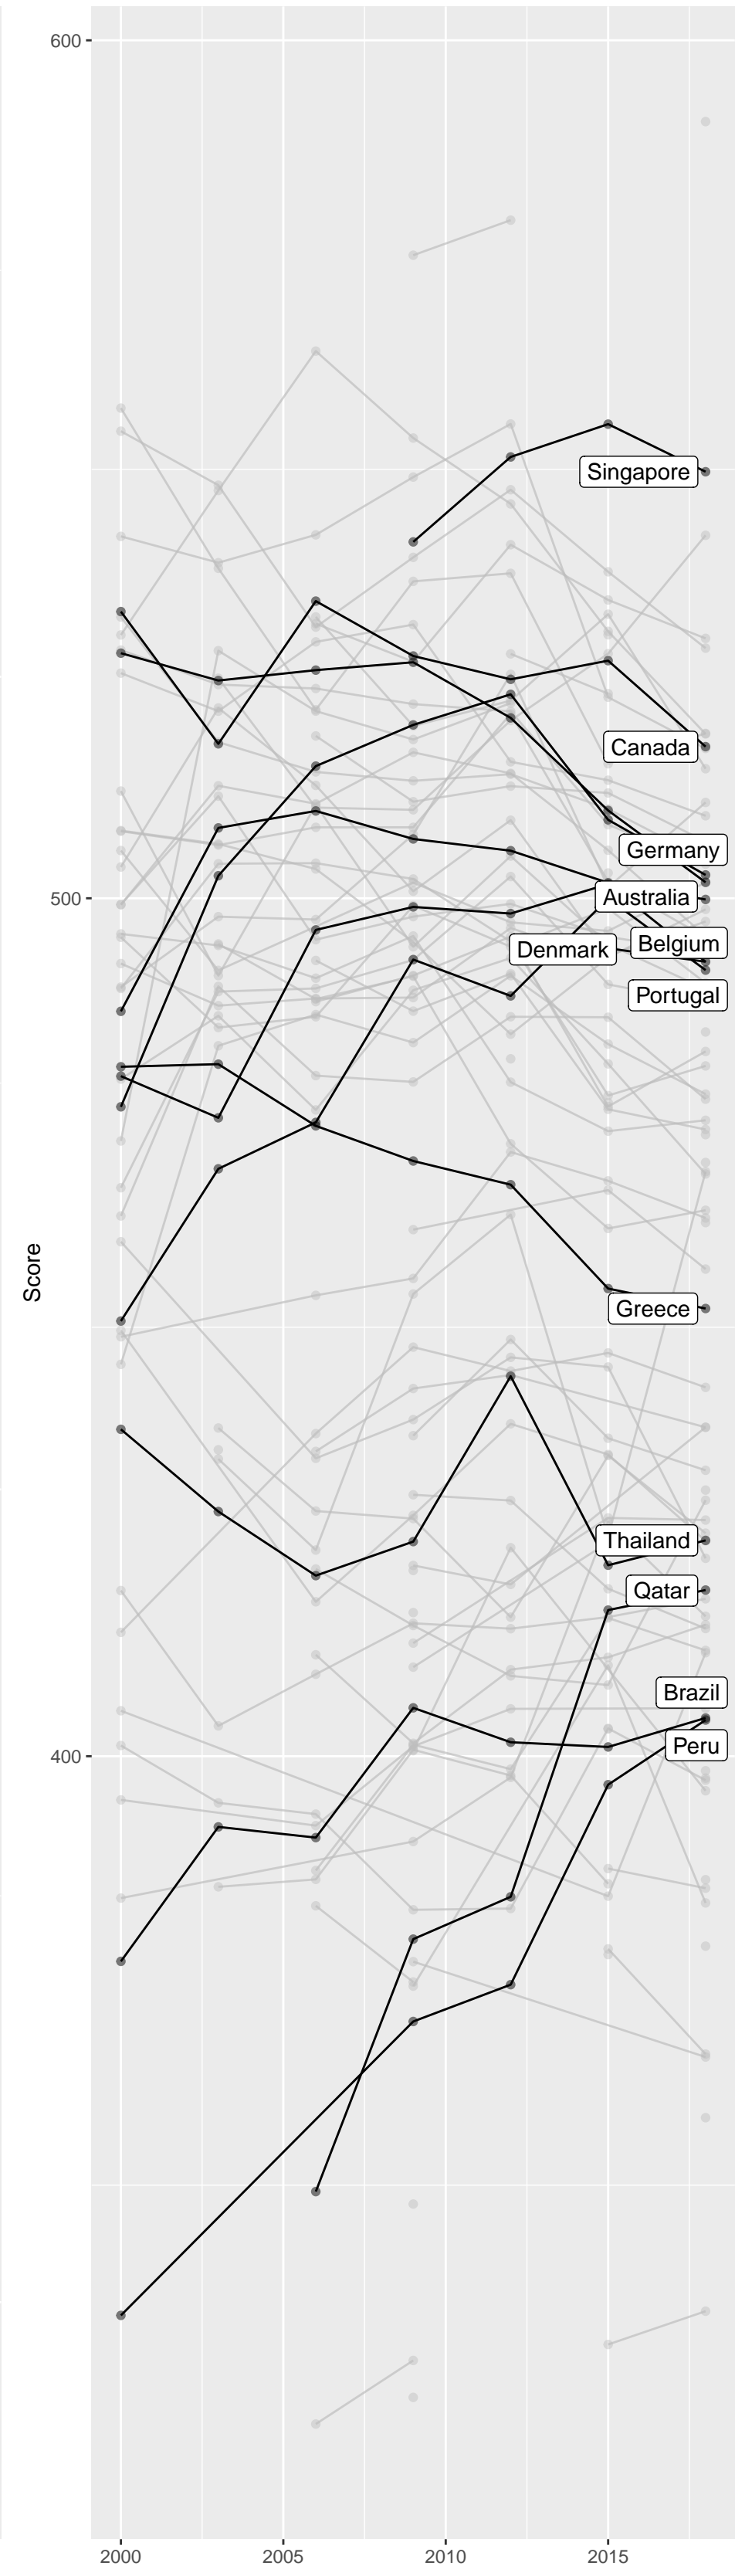 600
Singapore
Canada
Germany
500
Australia
Belgium
Denmark
Portugal
Score
Greece
Thailand
Qatar
Brazil
Peru
400
2000
2005
2010
2015